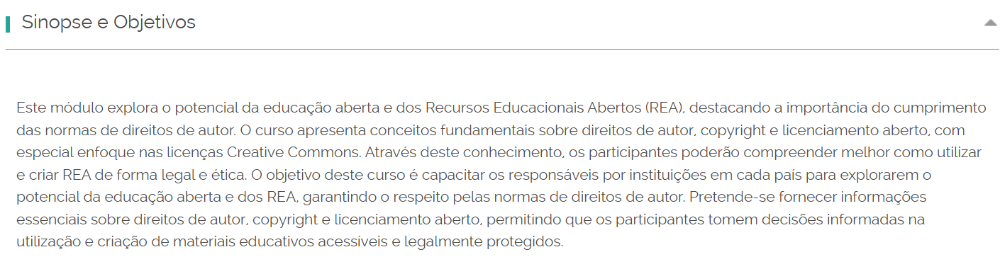 Sinopse e Objetivos
Este módulo explora o potencial da educação aberta e dos Recursos Educacionais Abertos (REA), destacando a importância do cumprimento
das normas de direitos de autor. O curso apresenta conceitos fundamentais sobre direitos de autor, copyright e licenciamento aberto, com
especial enfoque nas licenças Creative Commons. Através deste conhecimento, os participantes poderão compreender melhor como utilizar
e criar REA de forma legal e ética. O objetivo deste curso é capacitar os responsáveis por instituições em cada país para explorarem o
potencial da educação aberta e dos REA, garantindo o respeito pelas normas de direitos de autor. Pretende-se fornecer informações
essenciais sobre direitos de autor, copyright e licenciamento aberto, permitindo que os participantes tomem decisões informadas na
utilização e criação de materiais educativos acessíveis e legalmente protegidos.